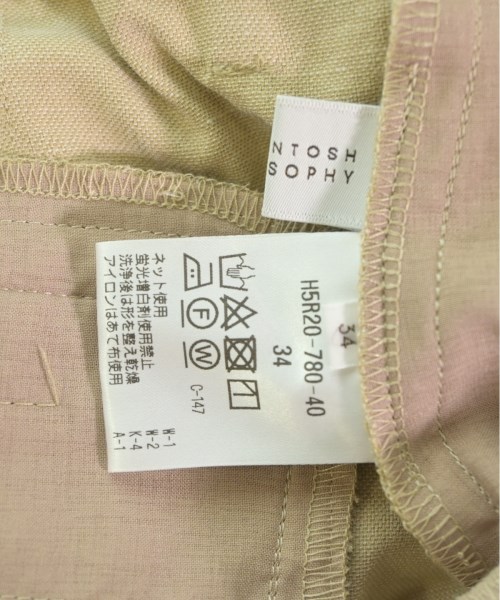 NTOSH
SOPHY
34
H5R20-780-40
34
F
W
C-147
ネット使用
蛍光増白剤使用禁止
洗浄後は形を整え乾燥
アイロンはあて布使用
W-1
W-2
K-4
A-1